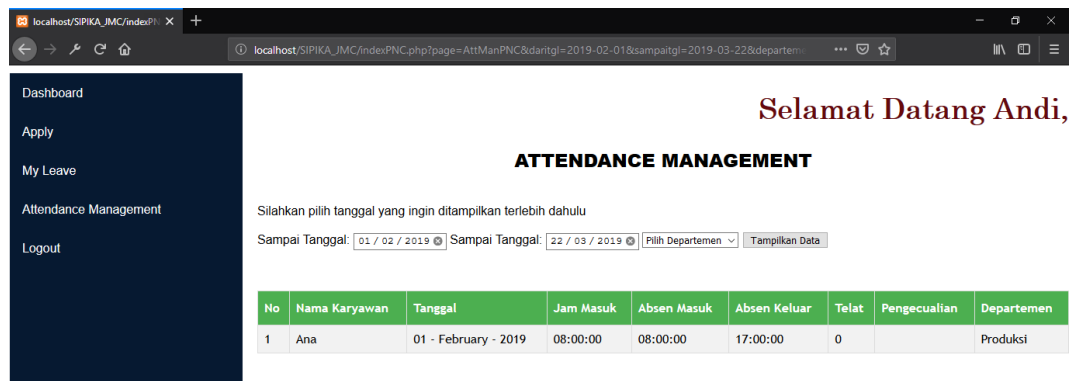 localhost/SIPIKA_JMC/indexPN
localhost/SIPIKA_JMC/indexPNC.php?page=AttManPNC&daritgl=2019-02-01&sampaitgl=2019-03-22&departem
Dashboard
Apply
My Leave
Attendance Management
Logout
Selamat Datang Andi,
ATTENDANCE MANAGEMENT
Silahkan pilih tanggal yang ingin ditampilkan terlebih dahulu
Sampai Tanggal: 01 / 02 / 2019 Sampai Tanggal: 22 / 03 / 2019 Pilih Departemen Tampilkan Data
No Nama Karyawan Tanggal Jam Masuk Absen Masuk Absen Keluar Telat Pengecualian Departemen
1 Ana 01 - February - 2019 08:00:00 08:00:00 17:00:00 0 Produksi